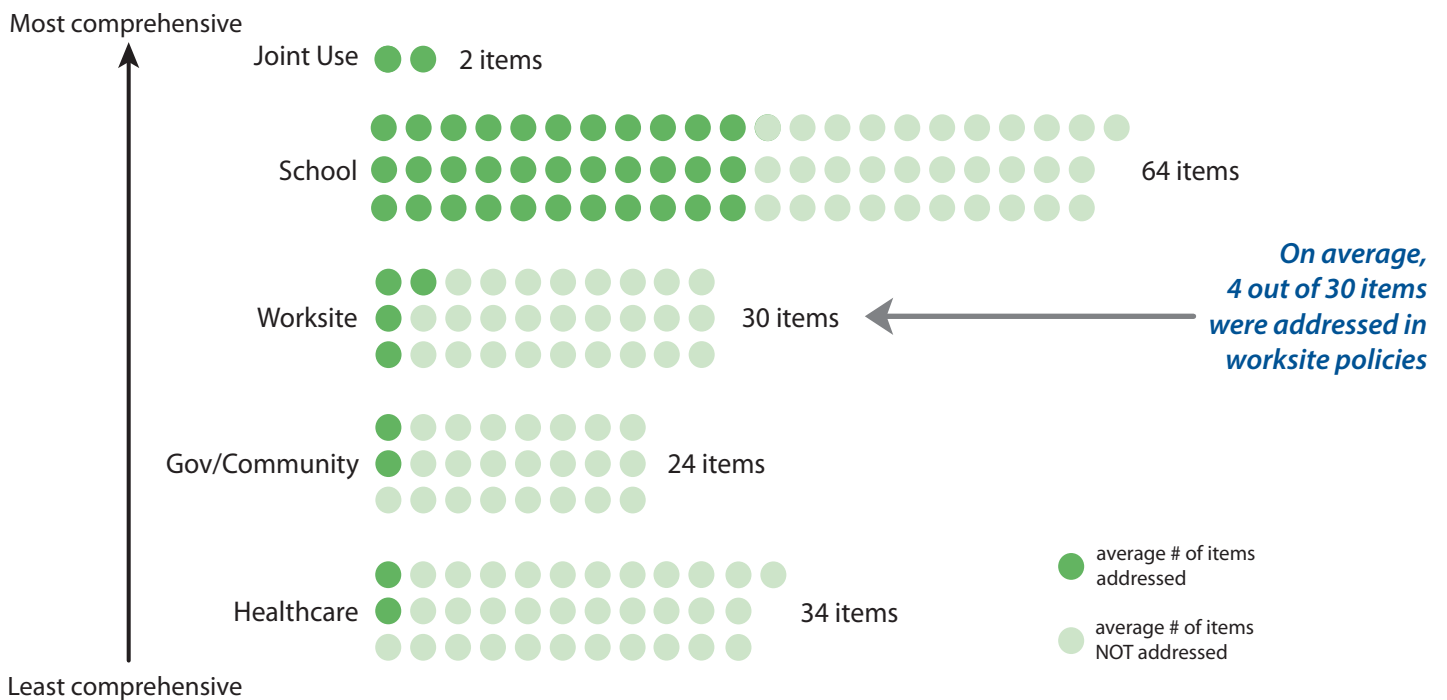 Most comprehensive
Joint Use
2 items
School
64 items
On average,
4 out of 30 items
were addressed in
worksite policies
Worksite
30 items
Gov/Community
24 items
average # of items
addressed
Healthcare
34 items
average # of items
NOT addressed
Least comprehensive